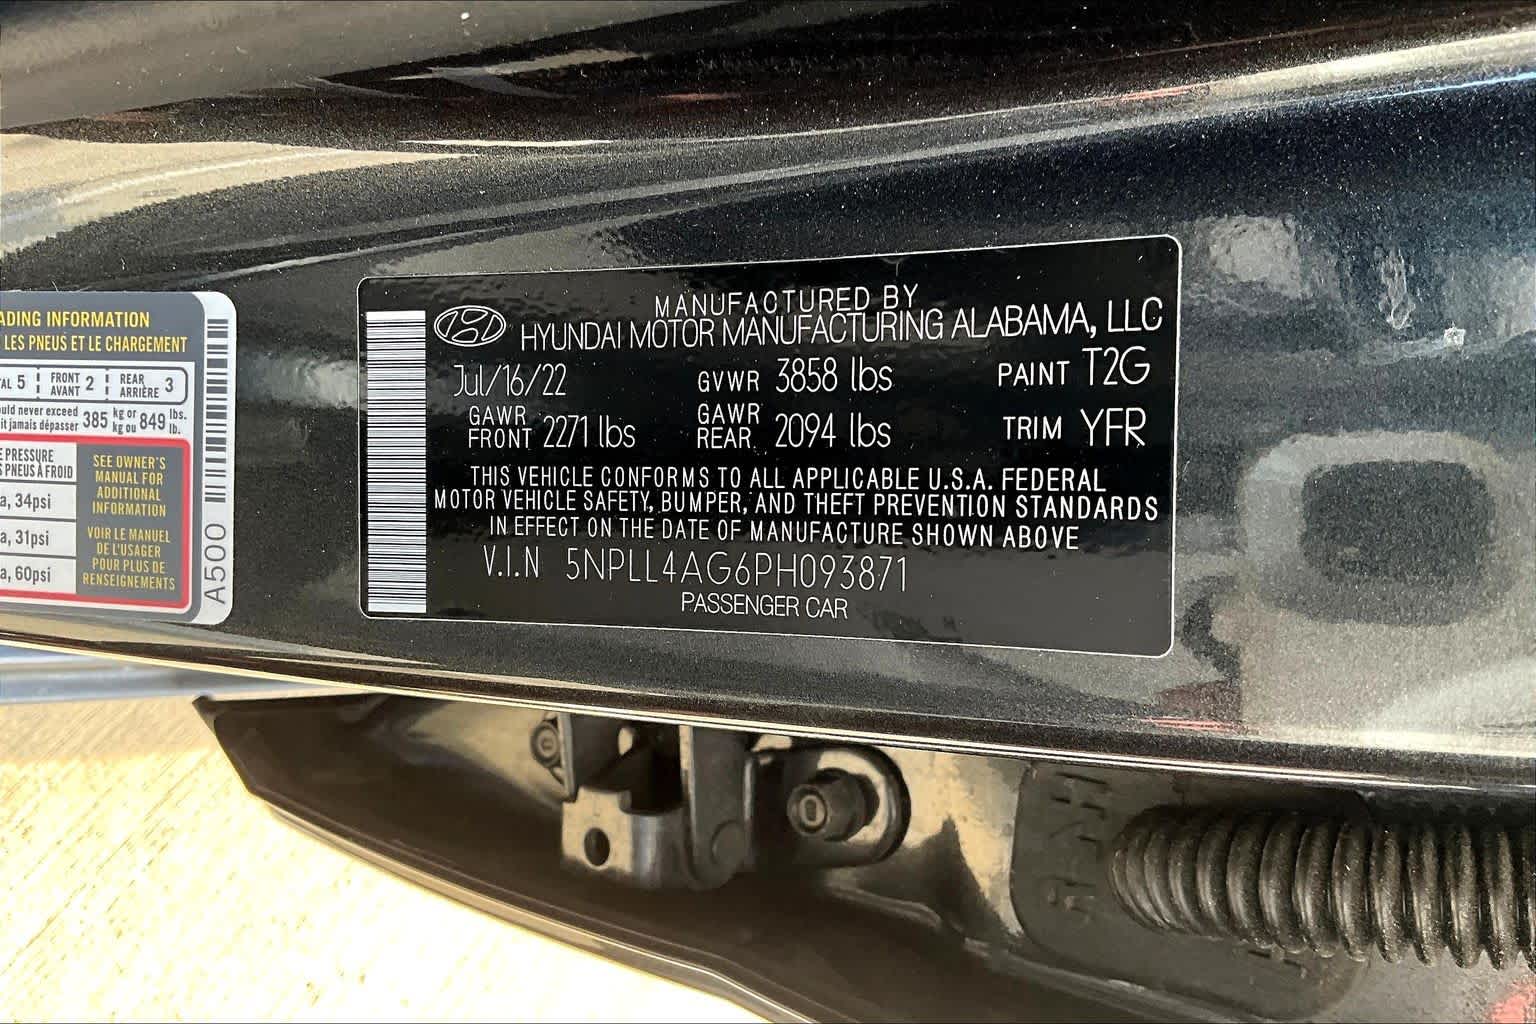 ADING INFORMATION
LES PNEUS ET LE CHARGEMENT
AL 5 FRONT AVANT 2 REAR ARRIÈRE 3
uld never exceed 385 kg or 849 lbs.
it jamais dépasser kg ou lb.
E PRESSURE
PNEUS À FROID
a, 34psi
a, 31psi
a, 60psi
SEE OWNER'S
MANUAL FOR
ADDITIONAL
INFORMATION
VOIR LE MANUEL
DE L'USAGER
POUR PLUS DE
RENSEIGNEMENTS
A500
MANUFACTURED BY
HYUNDAI MOTOR MANUFACTURING ALABAMA, LLC
Jul/16/22 GVWR 3858 lbs PAINT T2G
GAWR FRONT 2271 lbs GAWR REAR 2094 lbs TRIM YFR
THIS VEHICLE CONFORMS TO ALL APPLICABLE U.S.A. FEDERAL
MOTOR VEHICLE SAFETY, BUMPER, AND THEFT PREVENTION STANDARDS
IN EFFECT ON THE DATE OF MANUFACTURE SHOWN ABOVE
V.I.N 5NPLL4AG6PH093871
PASSENGER CAR